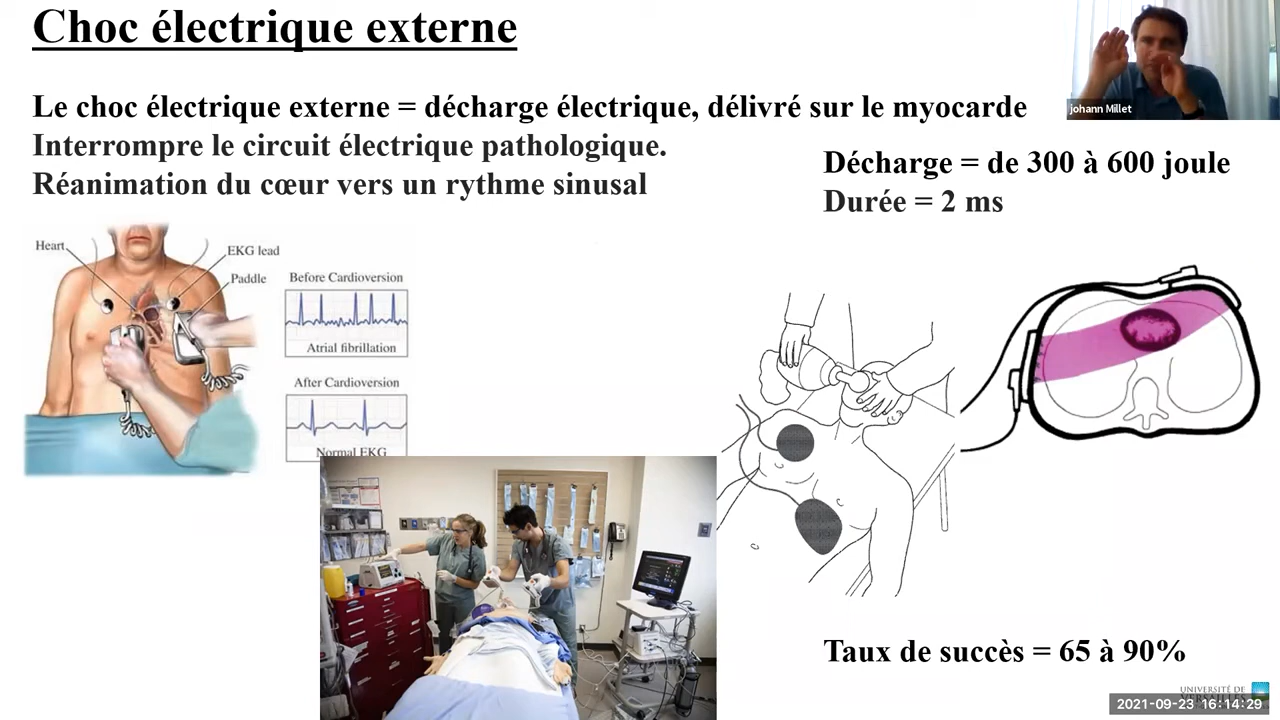 Choc électrique externe
johann Millet
Le choc électrique externe = décharge électrique, délivré sur le myocarde
Interrompre le circuit électrique pathologique.
Réanimation du cœur vers un rythme sinusal
Décharge = de 300 à 600 joule
Durée = 2 ms
Heart
EKG lead
Paddle
Before Cardioversion
Atrial fibrillation
After Cardioversion
Normal EKG
Taux de succès = 65 à 90%
UNIVERSITÉ DE
VERSAILLES
2021-09-23 16:14:29